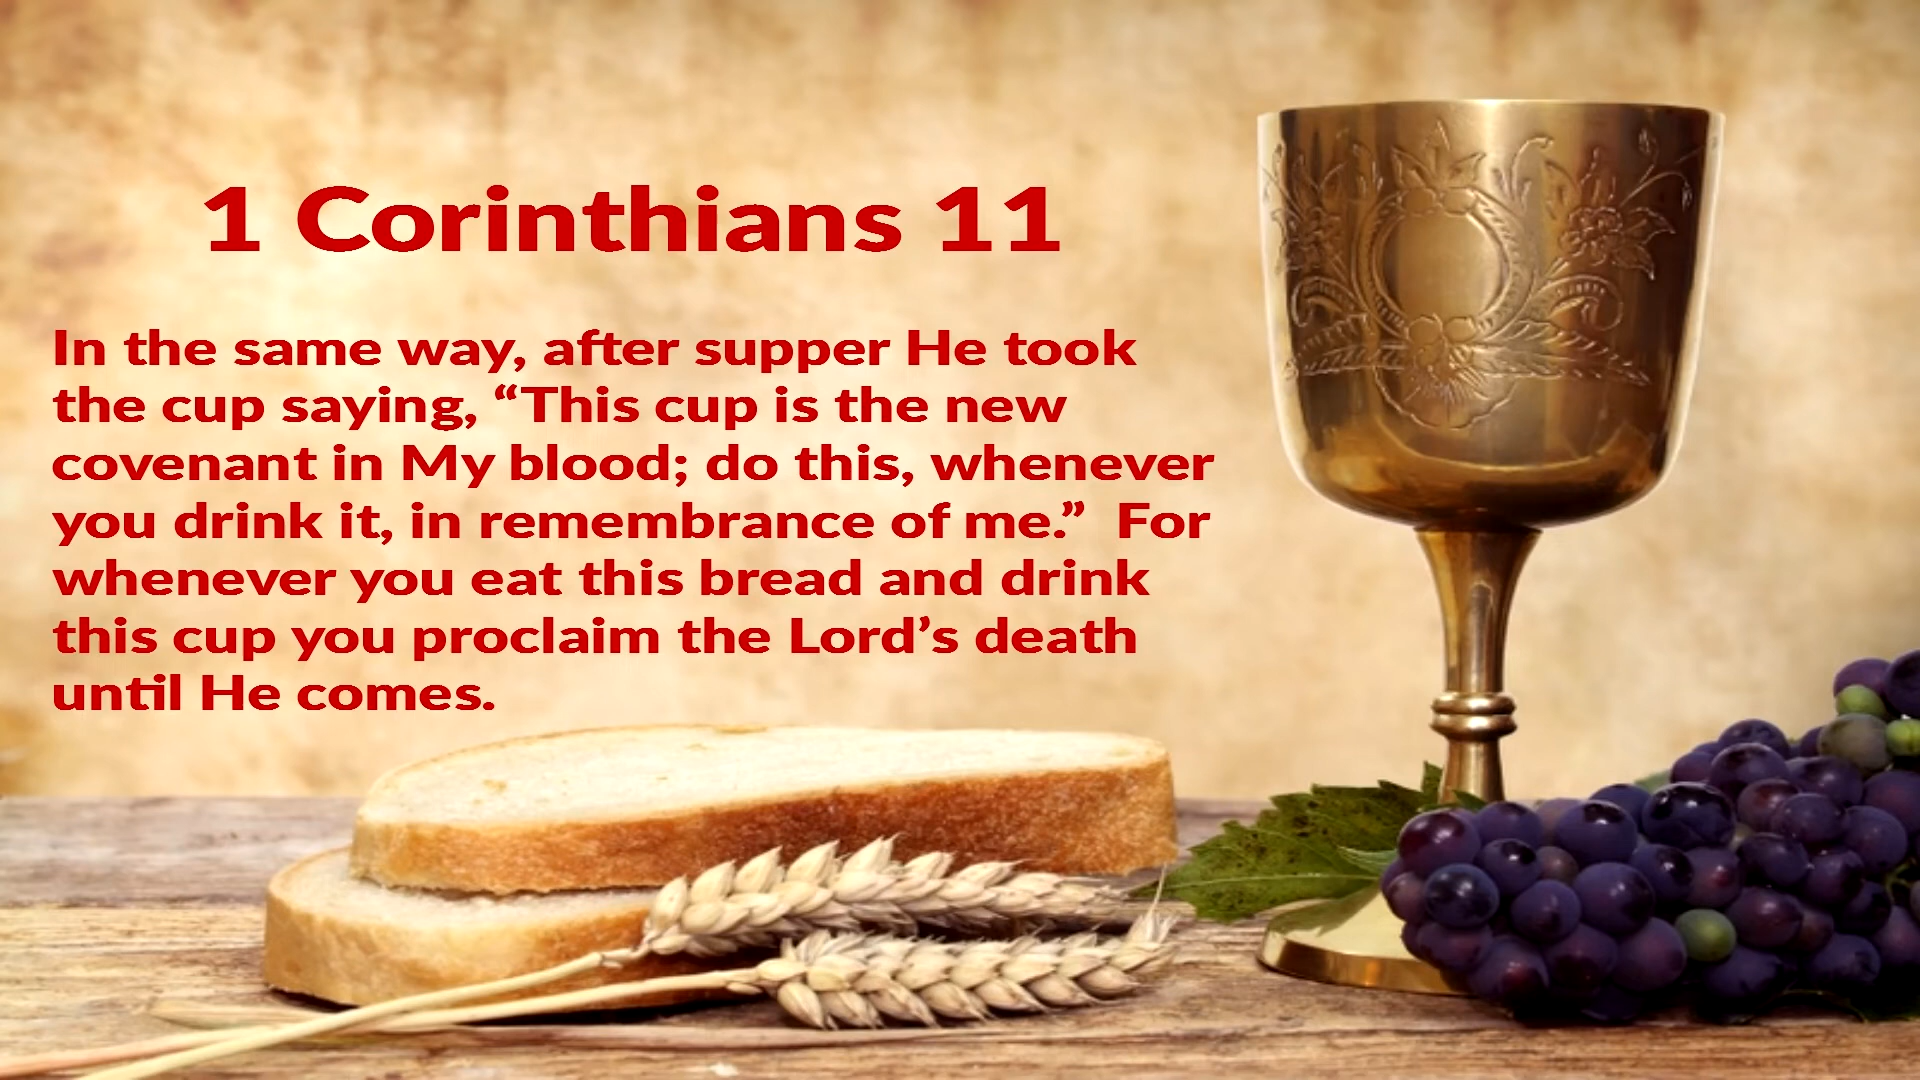 1 Corinthians 11
In the same way, after supper He took
the cup saying, “This cup is the new
covenant in My blood; do this, whenever
you drink it, in remembrance of me.”  For
whenever you eat this bread and drink
this cup you proclaim the Lord’s death
until He comes.